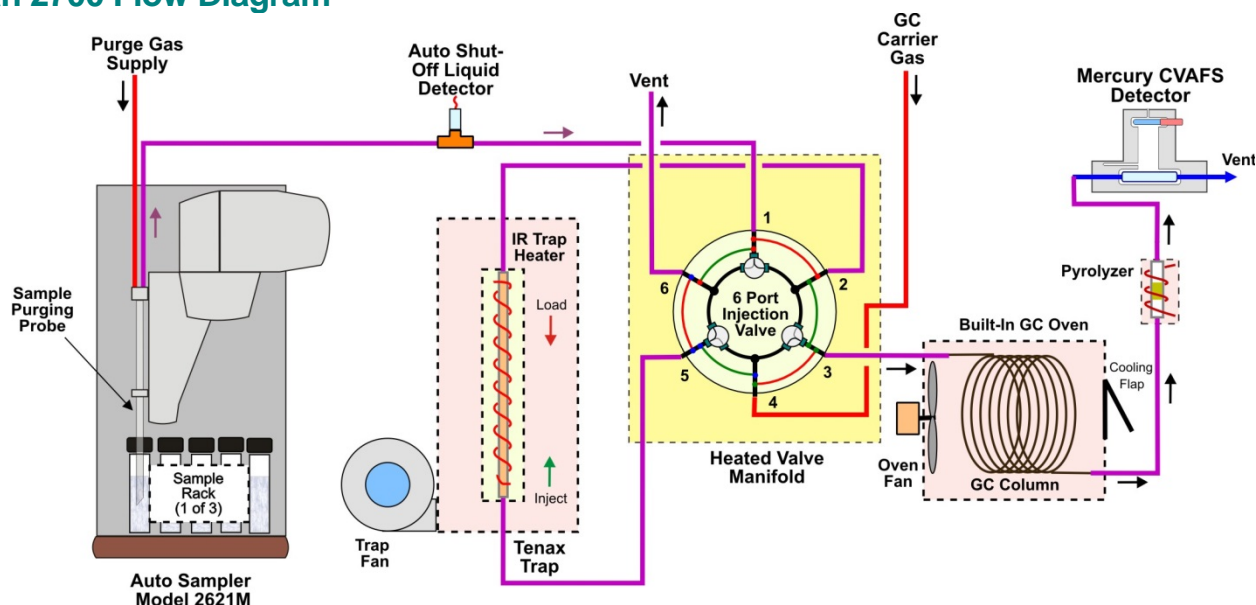 2700 Flow Diagram
Purge Gas
Supply
Auto Shut-
Off Liquid
Detector
Vent
GC
Carrier
Gas
Mercury CVAFS
Detector
Vent
IR Trap
Heater
Load
Inject
Sample
Purging
Probe
1
2
3
4
5
6
6 Port
Injection
Valve
Pyrolyzer
Built-In GC Oven
Cooling
Flap
Oven
Fan
GC Column
Heated Valve
Manifold
Sample
Rack
(1 of 3)
Trap
Fan
Tenax
Trap
Auto Sampler
Model 2621M